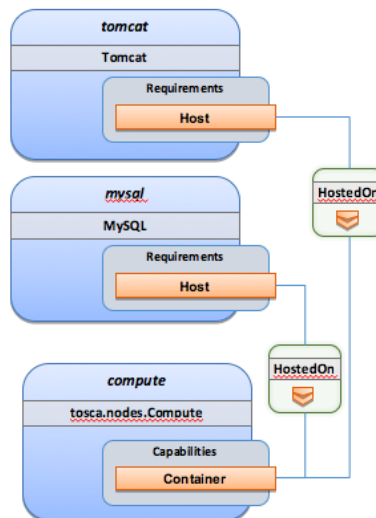 tomcat
Tomcat
Requirements
Host
HostedOn
mysql
MySQL
Requirements
Host
HostedOn
compute
tosca.nodes.Compute
Capabilities
Container